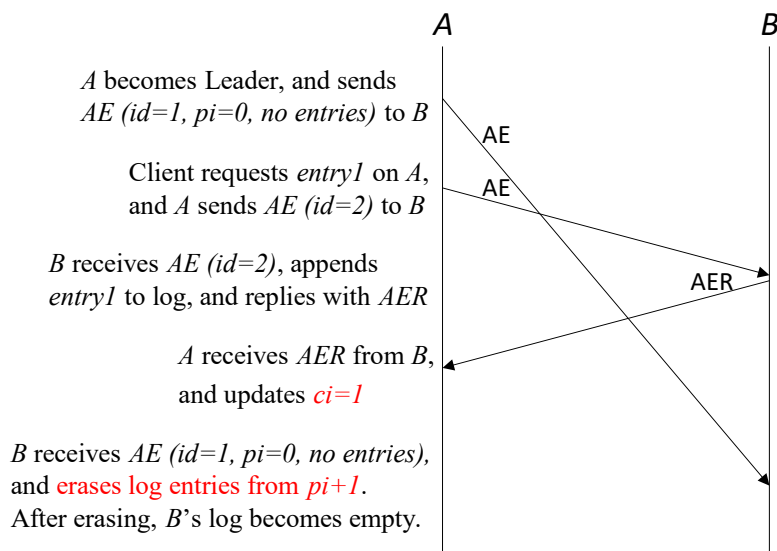 A
B
A becomes Leader, and sends
AE (id=1, pi=0, no entries) to B
AE
Client requests entry1 on A,
and A sends AE (id=2) to B
AE
B receives AE (id=2), appends
entry1 to log, and replies with AER
AER
A receives AER from B,
and updates ci=1
B receives AE (id=1, pi=0, no entries),
and erases log entries from pi+1.
After erasing, B's log becomes empty.